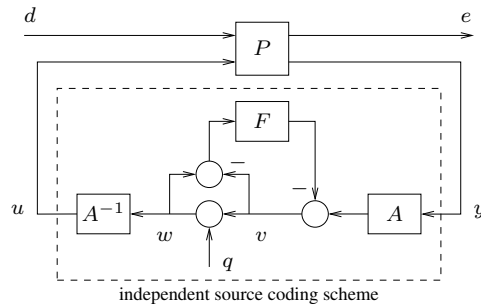 d
e
P
F
−
−
u
A⁻¹
w
v
A
y
q
independent source coding scheme